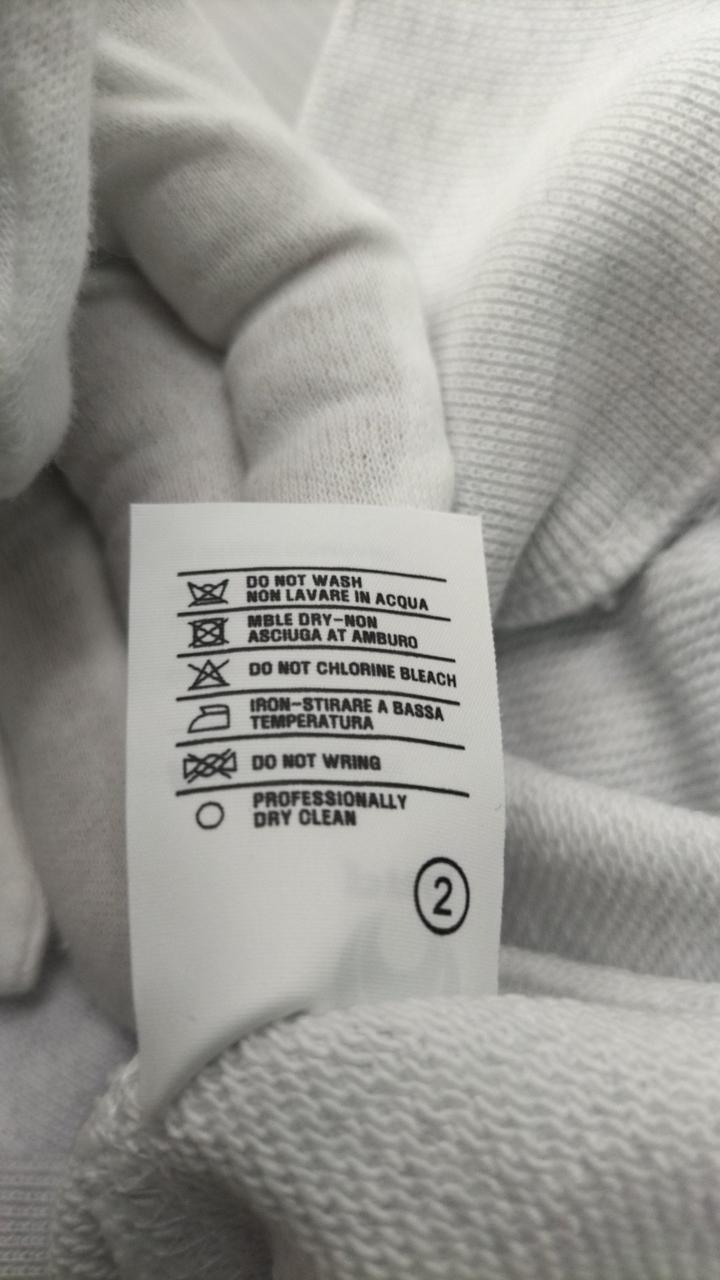 DO NOT WASH
NON LAVARE IN ACQUA
MBLE DRY-NON
ASCIUGA AT AMBURO
DO NOT CHLORINE BLEACH
IRON-STIRARE A BASSA
TEMPERATURA
DO NOT WRING
PROFESSIONALLY
DRY CLEAN
2